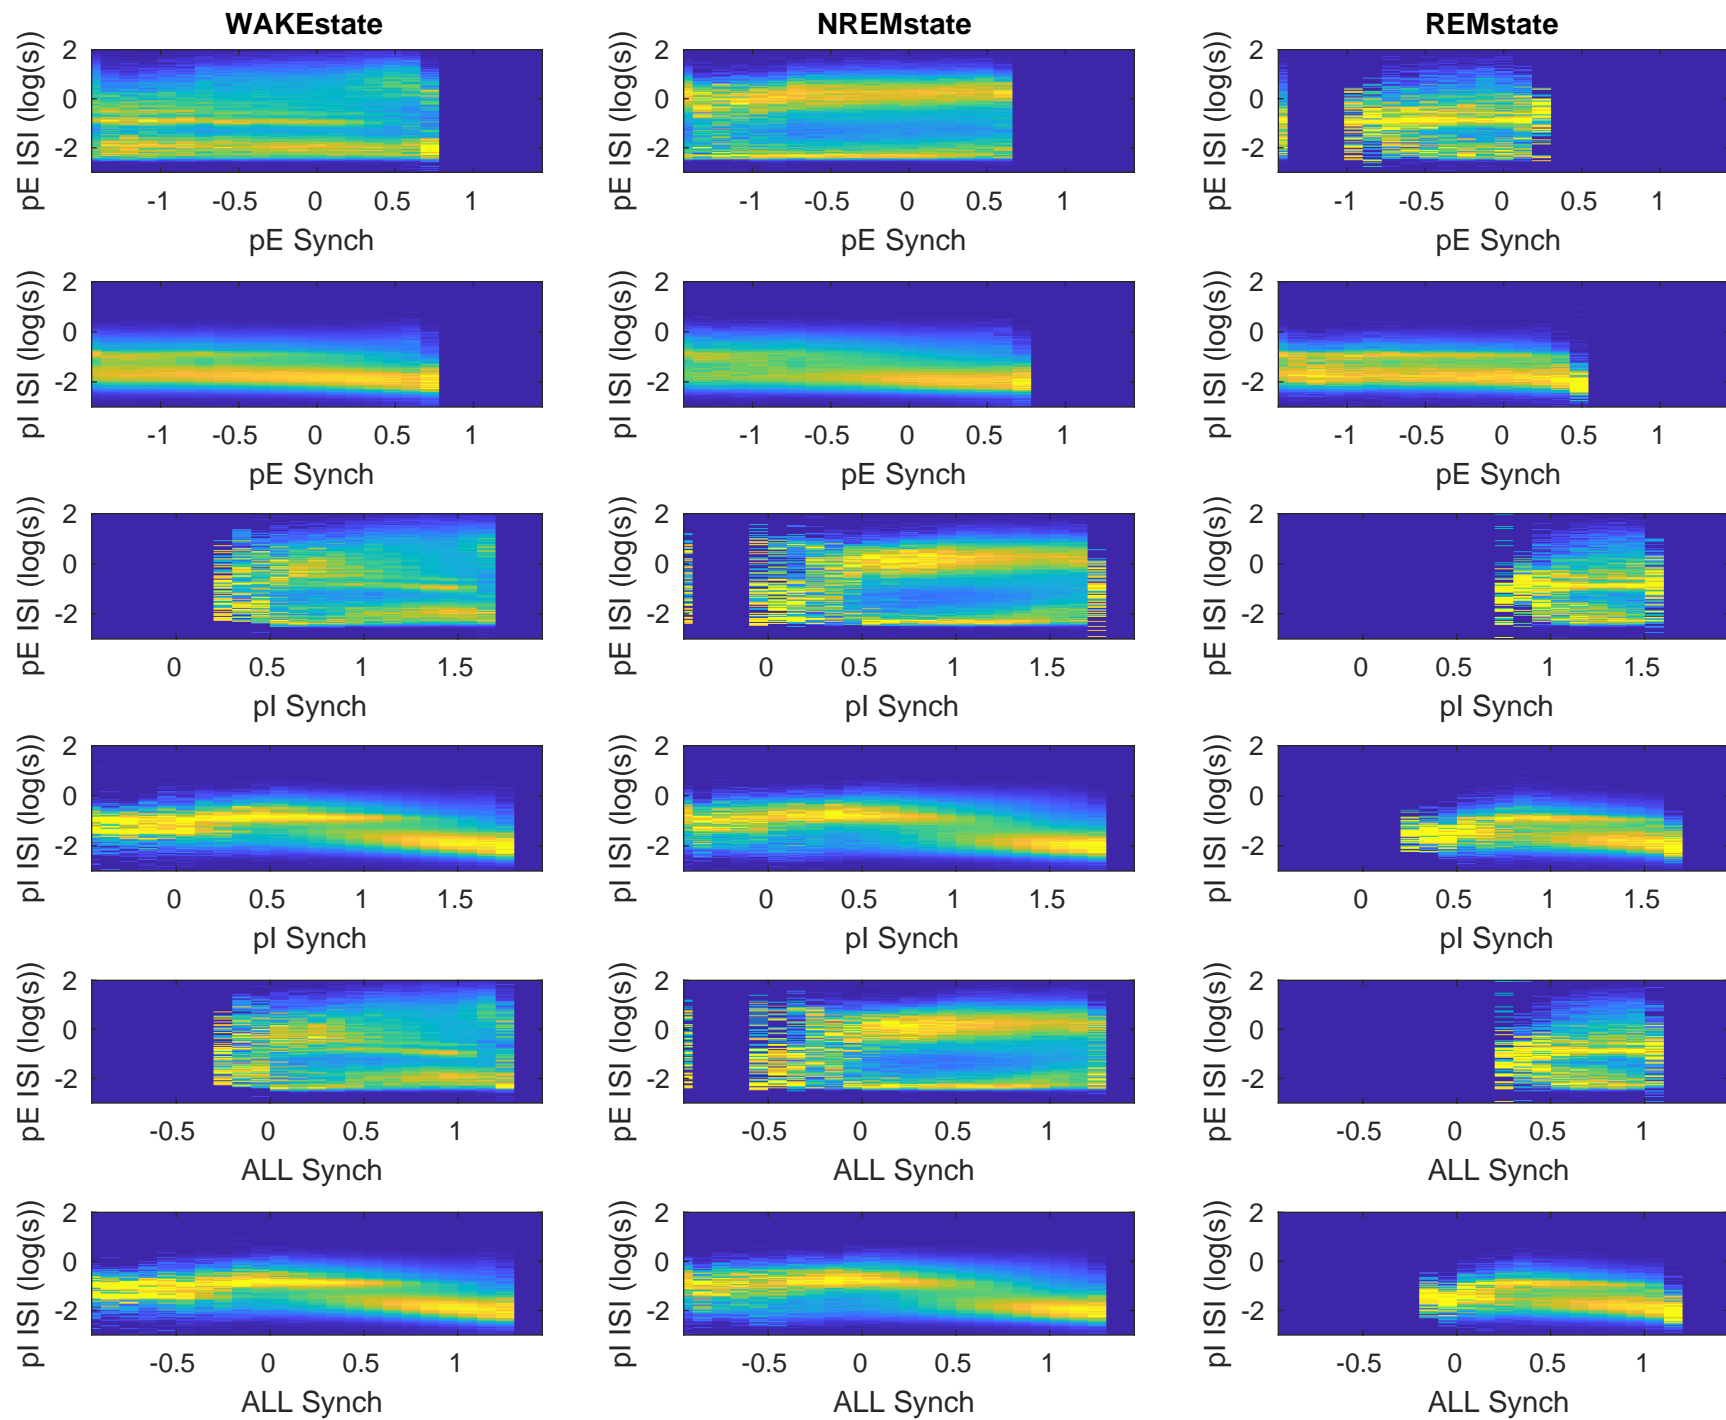 WAKEstate NREMstate REMstate
pE ISI (log(s)) 2 0 -2 pE ISI (log(s)) 2 0 -2 pE ISI (log(s)) 2 0 -2
-1 -0.5 0 0.5 1 -1 -0.5 0 0.5 1 -1 -0.5 0 0.5 1
pE Synch pE Synch pE Synch
pI ISI (log(s)) 2 0 -2 pI ISI (log(s)) 2 0 -2 pI ISI (log(s)) 2 0 -2
-1 -0.5 0 0.5 1 -1 -0.5 0 0.5 1 -1 -0.5 0 0.5 1
pE Synch pE Synch pE Synch
pE ISI (log(s)) 2 0 -2 pE ISI (log(s)) 2 0 -2 pE ISI (log(s)) 2 0 -2
0 0.5 1 1.5 0 0.5 1 1.5 0 0.5 1 1.5
pI Synch pI Synch pI Synch
pI ISI (log(s)) 2 0 -2 pI ISI (log(s)) 2 0 -2 pI ISI (log(s)) 2 0 -2
0 0.5 1 1.5 0 0.5 1 1.5 0 0.5 1 1.5
pI Synch pI Synch pI Synch
pE ISI (log(s)) 2 0 -2 pE ISI (log(s)) 2 0 -2 pE ISI (log(s)) 2 0 -2
-0.5 0 0.5 1 -0.5 0 0.5 1 -0.5 0 0.5 1
ALL Synch ALL Synch ALL Synch
pI ISI (log(s)) 2 0 -2 pI ISI (log(s)) 2 0 -2 pI ISI (log(s)) 2 0 -2
-0.5 0 0.5 1 -0.5 0 0.5 1 -0.5 0 0.5 1
ALL Synch ALL Synch ALL Synch